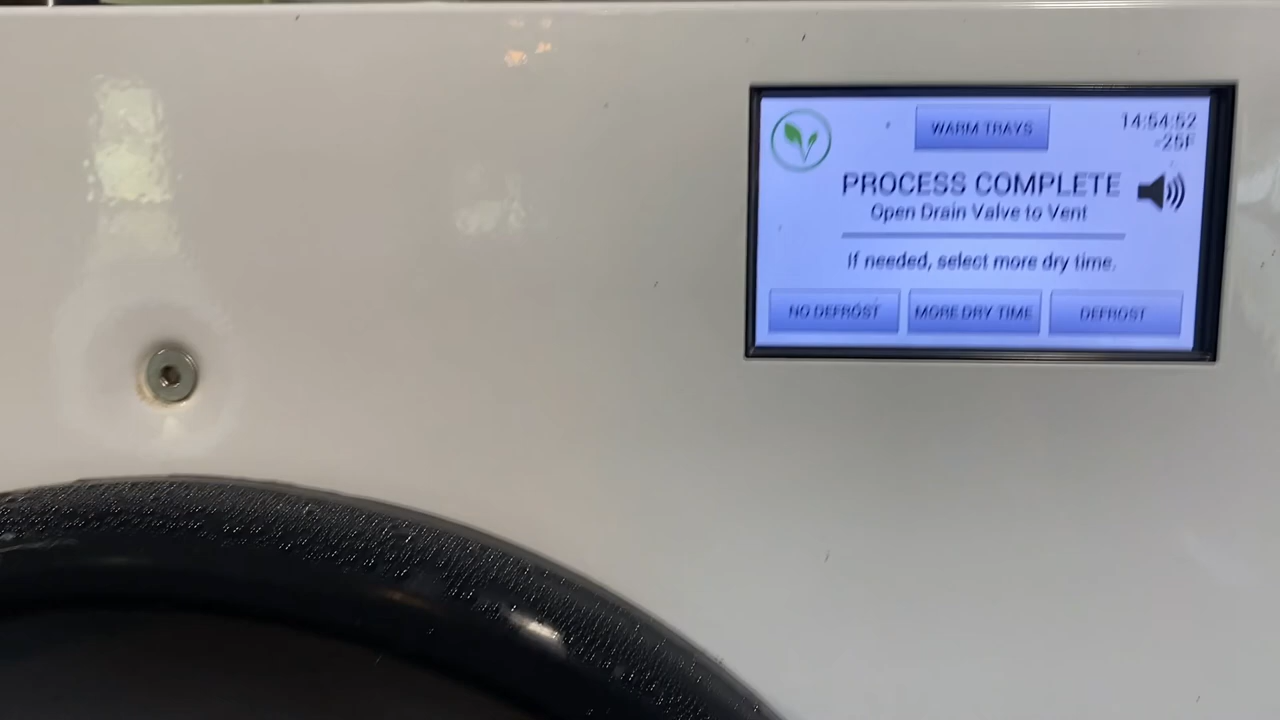 WARM TRAYS
14:54:52
-25F
PROCESS COMPLETE
Open Drain Valve to Vent
If needed, select more dry time.
NO DEFROST
MORE DRY TIME
DEFROST